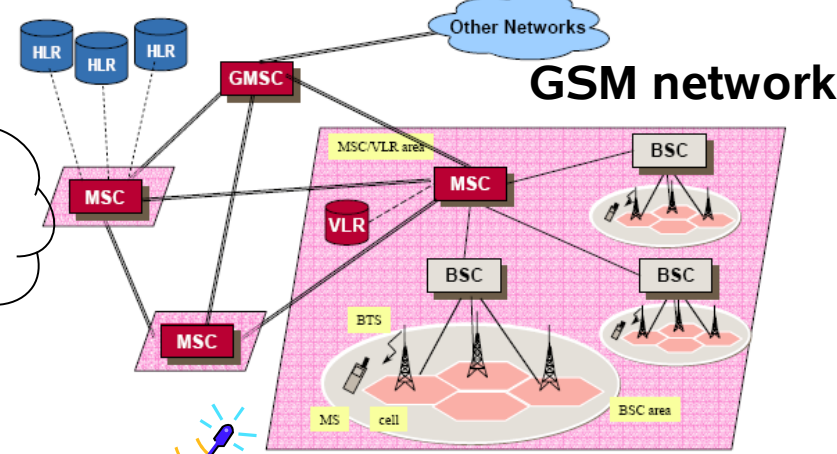 Other Networks
HLR
HLR
HLR
GMSC
GSM network
MSC/VLR area
BSC
MSC
MSC
VLR
BSC
BSC
BTS
MSC
BSC area
MS
cell